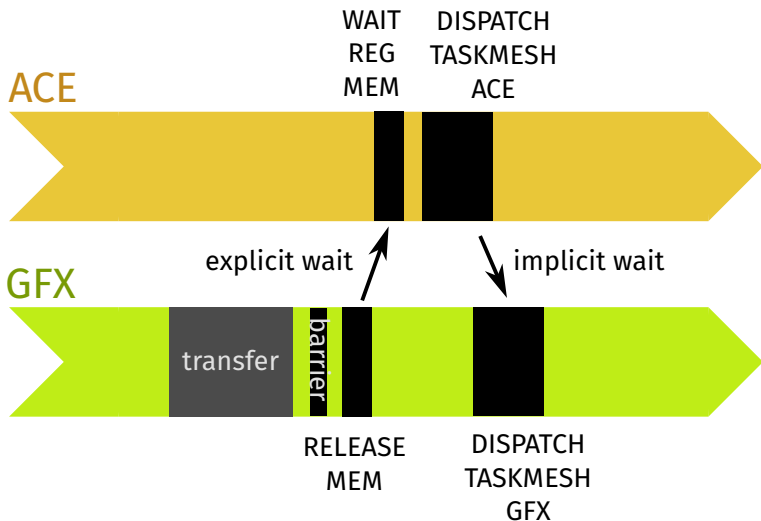 WAIT
REG
MEM
DISPATCH
TASKMESH
ACE
ACE
explicit wait
implicit wait
GFX
transfer
barrier
RELEASE
MEM
DISPATCH
TASKMESH
GFX